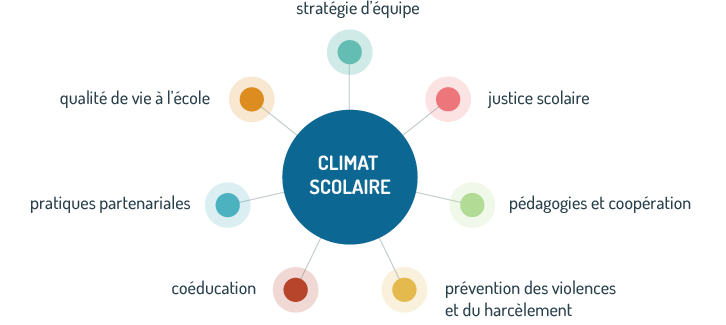 stratégie d'équipe
qualité de vie à l'école
justice scolaire
CLIMAT
SCOLAIRE
pratiques partenariales
pédagogies et coopération
coéducation
prévention des violences
et du harcèlement